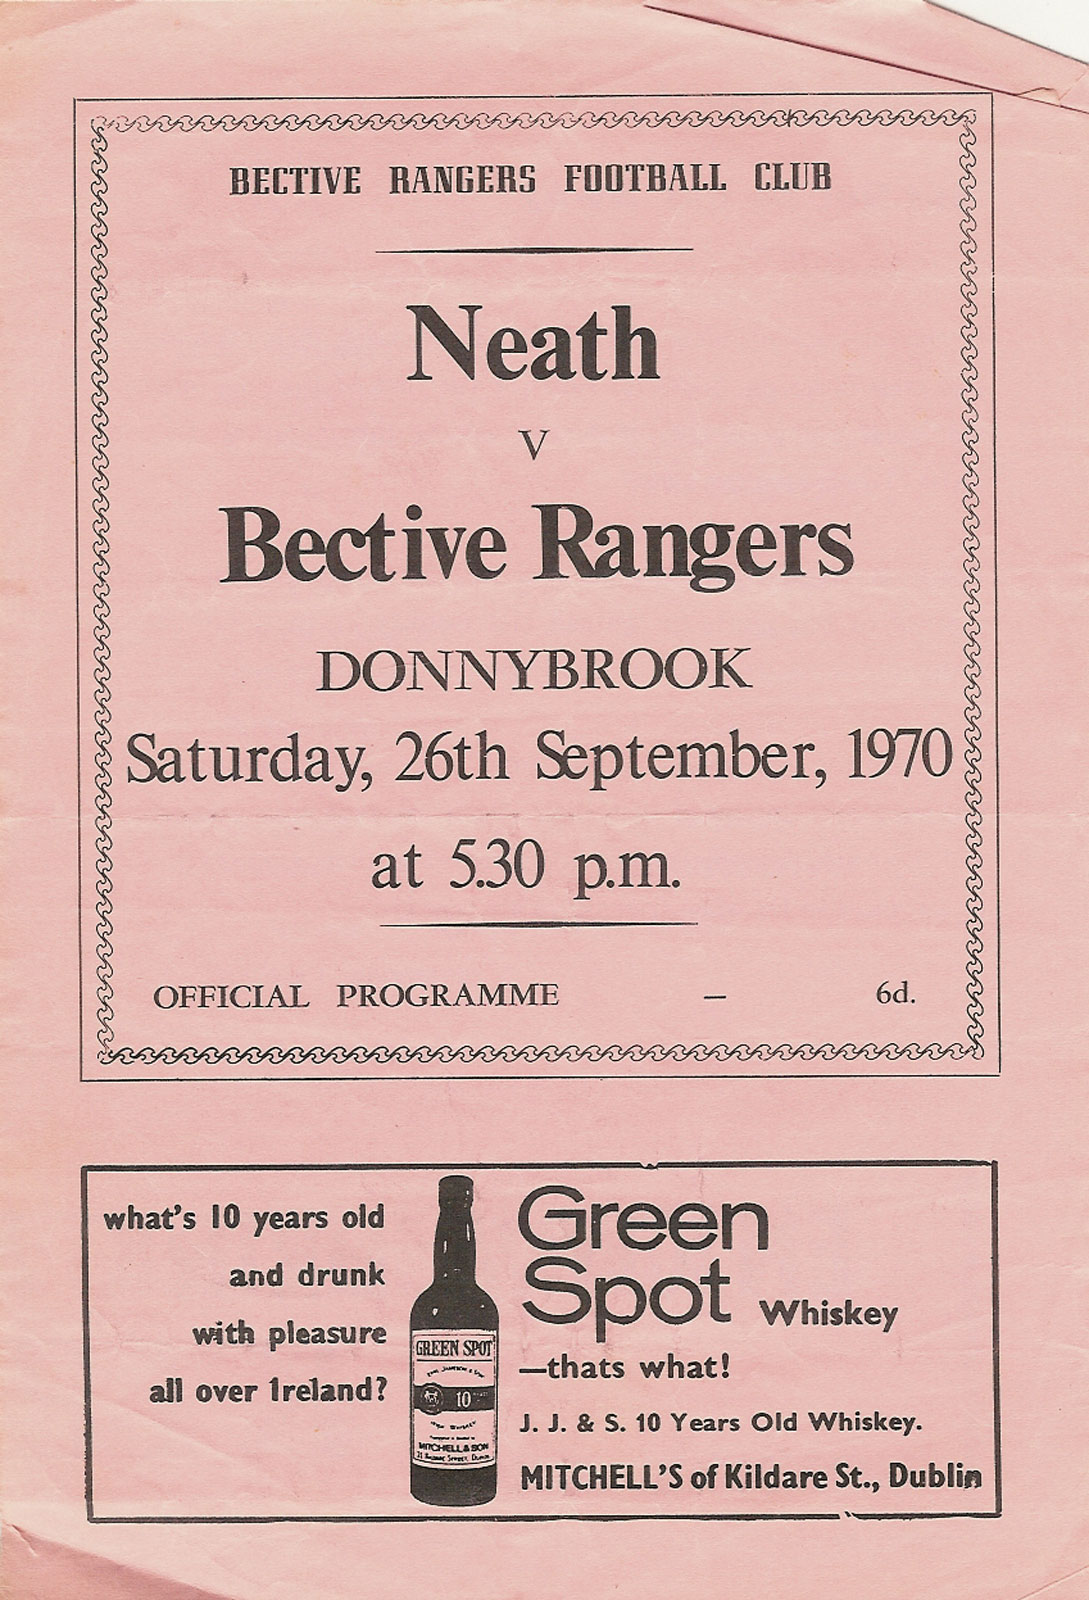 BECTIVE RANGERS FOOTBALL CLUB
Neath
v
Bective Rangers
DONNYBROOK
Saturday, 26th September, 1970
at 5.30 p.m.
OFFICIAL PROGRAMME – 6d.
what's 10 years old
and drunk
with pleasure
all over Ireland?
GREEN SPOT
10
MITCHELL & SON
Green
Spot Whiskey
—thats what!
J. J. & S. 10 Years Old Whiskey.
MITCHELL'S of Kildare St., Dublin